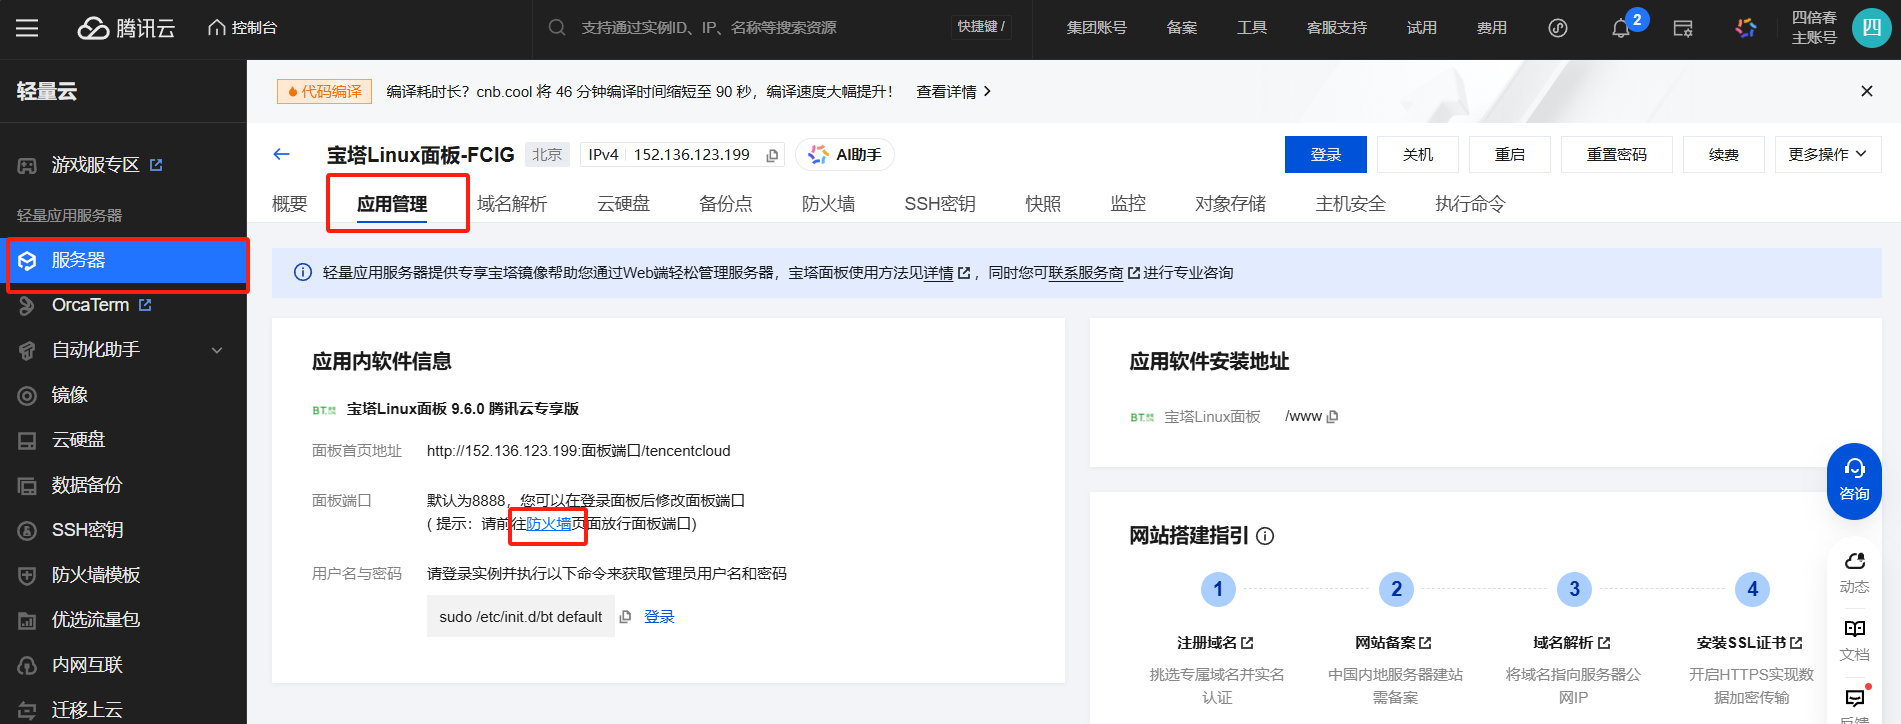 腾讯云
控制台
支持通过实例ID、IP、名称等搜索资源
快捷键 /
集团账号
备案
工具
客服支持
试用
费用
2
四倍春
主账号
四
轻量云
游戏服专区
轻量应用服务器
服务器
OrcaTerm
自动化助手
镜像
云硬盘
数据备份
SSH密钥
防火墙模板
优选流量包
内网互联
迁移上云
代码编译
编译耗时长？cnb.cool 将 46 分钟编译时间缩短至 90 秒，编译速度大幅提升！
查看详情
宝塔Linux面板-FCIG
北京
IPv4
152.136.123.199
AI助手
登录
关机
重启
重置密码
续费
更多操作
概要
应用管理
域名解析
云硬盘
备份点
防火墙
SSH密钥
快照
监控
对象存储
主机安全
执行命令
轻量应用服务器提供专享宝塔镜像帮助您通过Web端轻松管理服务器，宝塔面板使用方法见详情，同时您可联系服务商进行专业咨询
应用内软件信息
宝塔Linux面板 9.6.0 腾讯云专享版
面板首页地址
http://152.136.123.199:面板端口/tencentcloud
面板端口
默认为8888，您可以在登录面板后修改面板端口
( 提示：请前往防火墙页面放行面板端口)
用户名与密码
请登录实例并执行以下命令来获取管理员用户名和密码
sudo /etc/init.d/bt default
登录
应用软件安装地址
宝塔Linux面板
/www
网站搭建指引
1
2
3
4
注册域名
网站备案
域名解析
安装SSL证书
挑选专属域名并实名
认证
中国内地服务器建站
需备案
将域名指向服务器公
网IP
开启HTTPS实现数
据加密传输
咨询
动态
文档